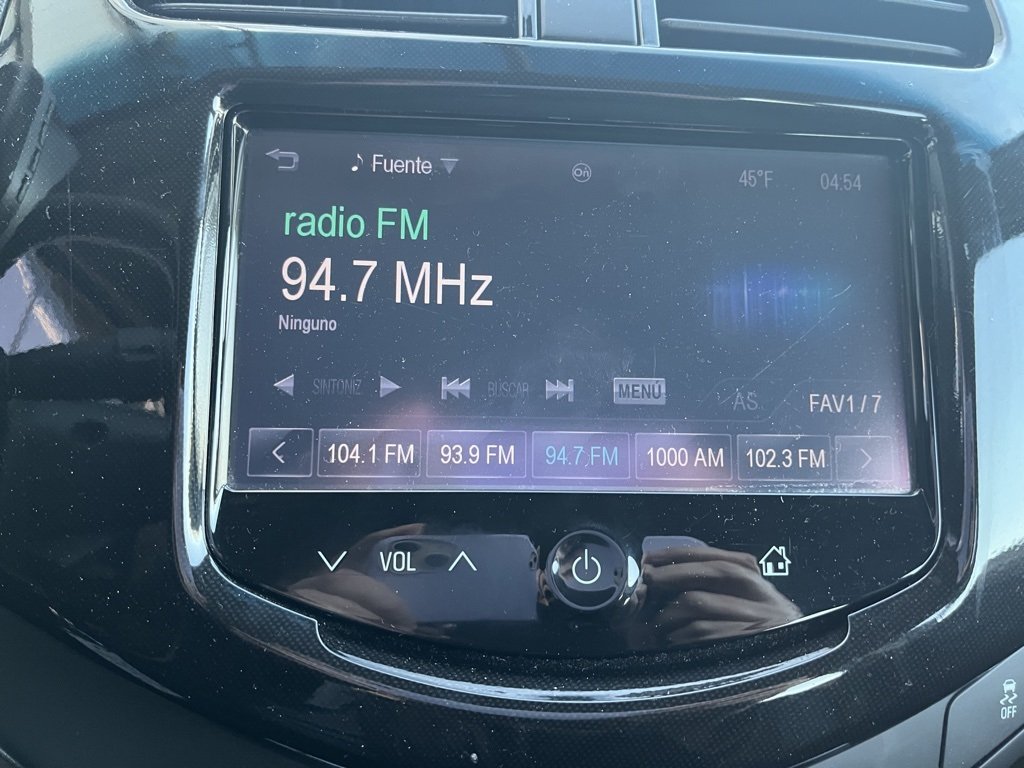 Fuente On 45°F 04:54
radio FM
94.7 MHz
Ninguno
SINTONIZ BUSCAR MENÚ AS FAV1 / 7
104.1 FM 93.9 FM 94.7 FM 1000 AM 102.3 FM
VOL
OFF